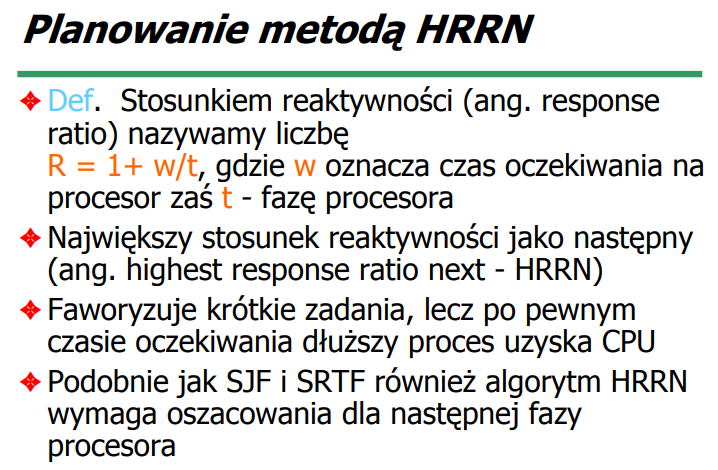 Planowanie metodą HRRN
Def. Stosunkiem reaktywności (ang. response
ratio) nazywamy liczbę
R = 1+ w/t, gdzie w oznacza czas oczekiwania na
procesor zaś t - fazę procesora
Największy stosunek reaktywności jako następny
(ang. highest response ratio next - HRRN)
Faworyzuje krótkie zadania, lecz po pewnym
czasie oczekiwania dłuższy proces uzyska CPU
Podobnie jak SJF i SRTF również algorytm HRRN
wymaga oszacowania dla następnej fazy
procesora